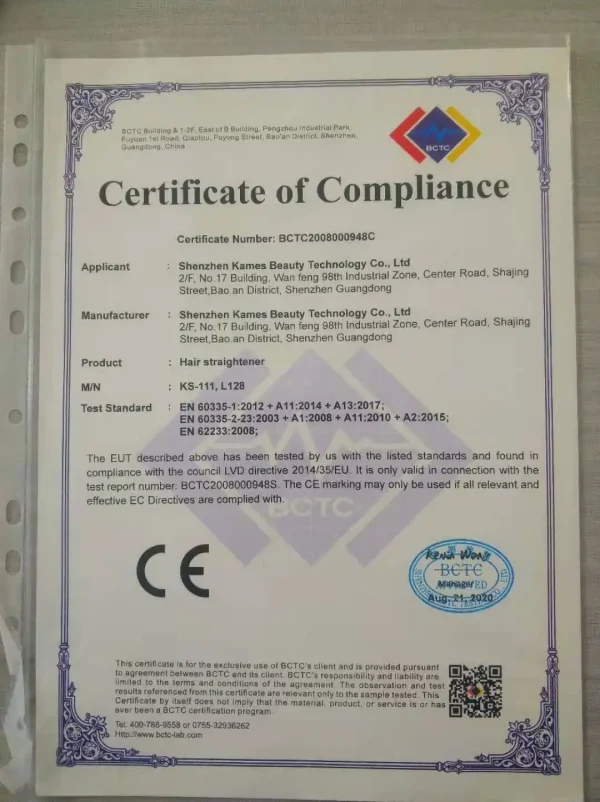 BCTC Building & 1-2F, East of B Building, Pengzhou Industrial Park,
Fuyuan 1st Road, Qiaotou, Fuyong Street, Bao'an District, Shenzhen,
Guangdong, China
BCTC
Certificate of Compliance
Certificate Number: BCTC2008000948C
Applicant : Shenzhen Kames Beauty Technology Co., Ltd
2/F, No.17 Building, Wan feng 98th Industrial Zone, Center Road, Shajing
Street,Bao.an District, Shenzhen Guangdong
Manufacturer : Shenzhen Kames Beauty Technology Co., Ltd
2/F, No.17 Building, Wan feng 98th Industrial Zone, Center Road, Shajing
Street,Bao.an District, Shenzhen Guangdong
Product : Hair straightener
M/N : KS-111, L128
Test Standard : EN 60335-1:2012 + A11:2014 + A13:2017;
EN 60335-2-23:2003 + A1:2008 + A11:2010 + A2:2015;
EN 62233:2008;
The EUT described above has been tested by us with the listed standards and found in
compliance with the council LVD directive 2014/35/EU. It is only valid in connection with the
test report number: BCTC2008000948S. The CE marking may only be used if all relevant and
effective EC Directives are complied with.
BCTC
CE
BCTC
Manager
Aug. 21, 2020
This certificate is for the exclusive use of BCTC's client and is provided pursuant
to agreement between BCTC and its client. BCTC's responsibility and liability are
limited to the terms and conditions of the agreement. The observation and test
results referenced from this certificate are relevant only to the sample tested. This
Certificate by itself does not imply that the material, product, or service is or has
ever been a BCTC certification program.
Tel: 400-788-9558 or 0755-32936262
Http://www.bctc-lab.com